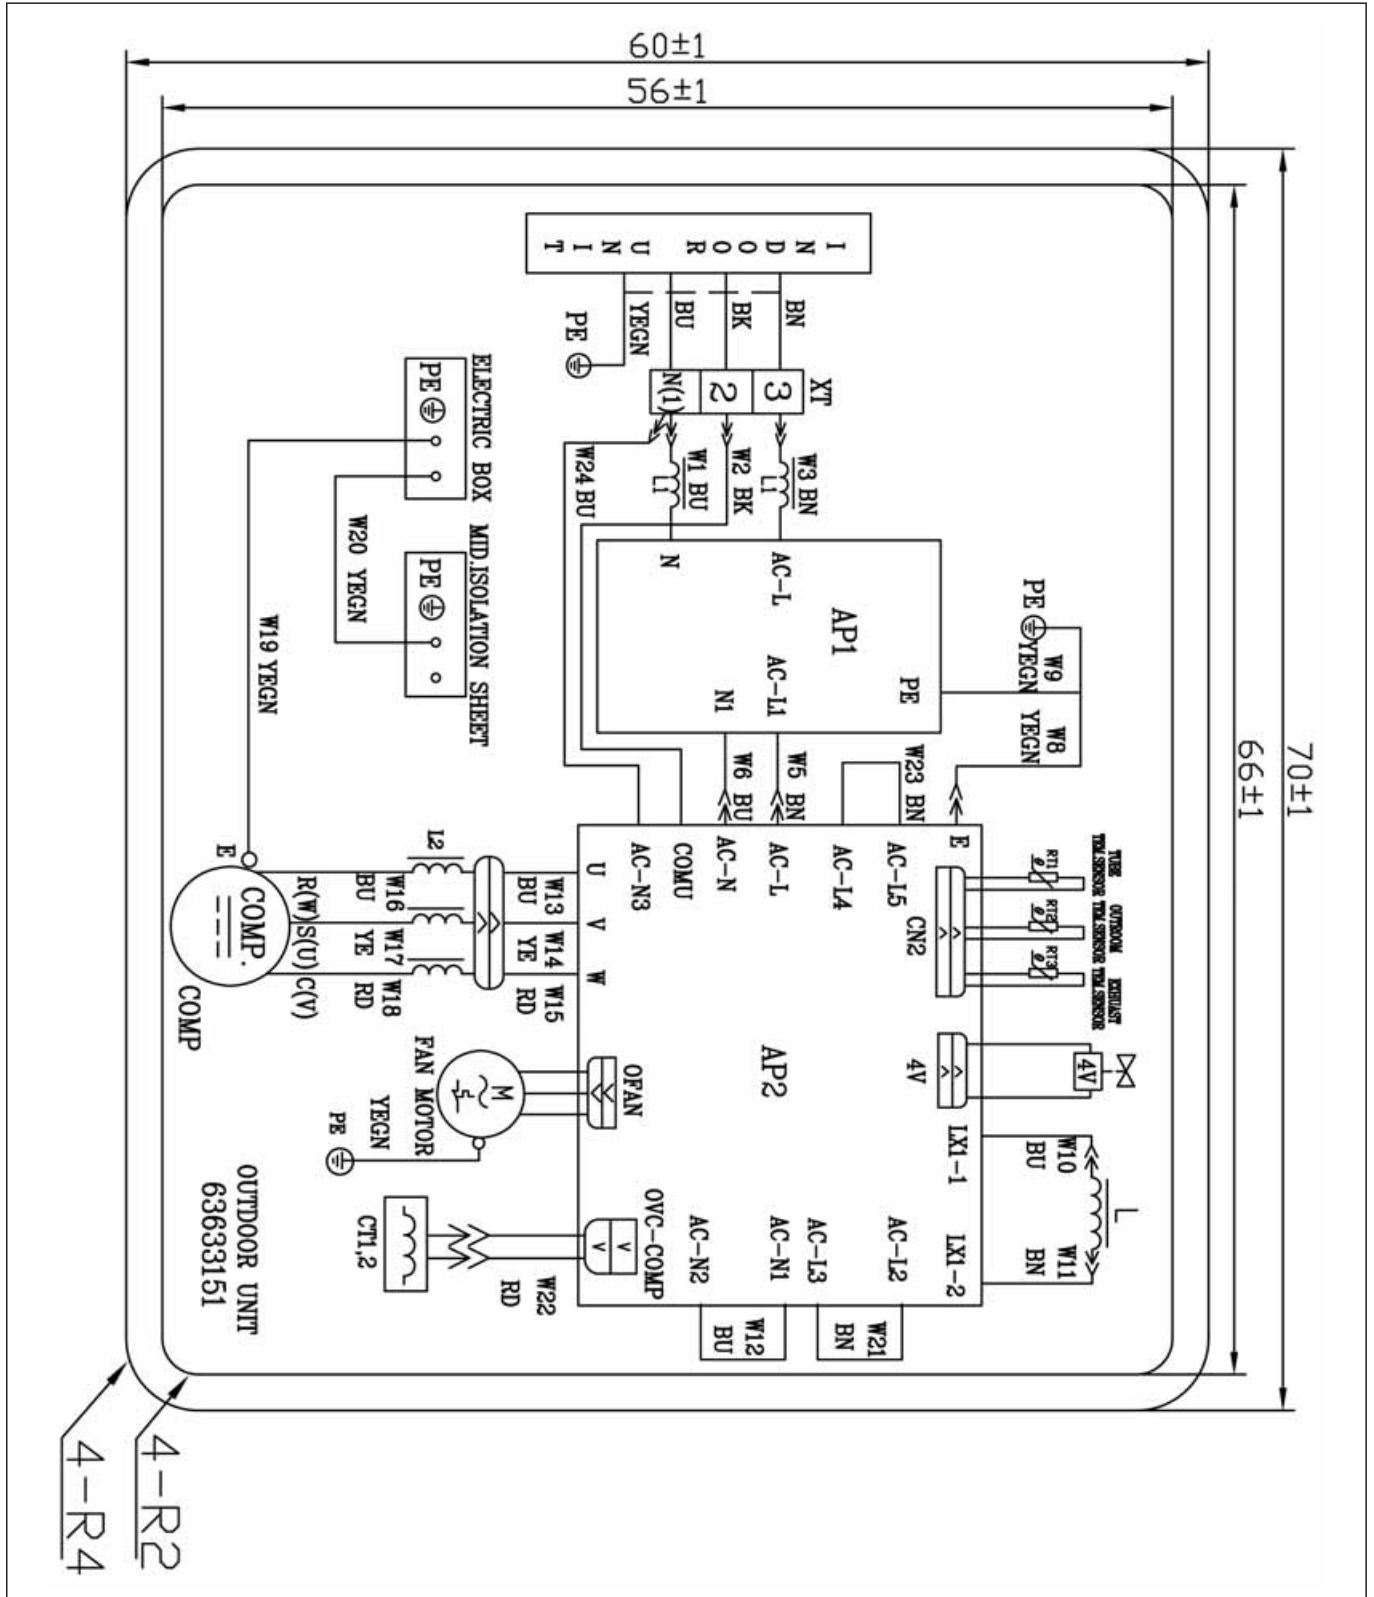 60±1
56±1
70±1
66±1
INDOOR UNIT
BN
BK
BU
YEGN
PE
XT
3
2
N(1)
W3 BN
L1
W2 BK
W1 BU
L1
W24 BU
ELECTRIC BOX
PE
MID.ISOLATION SHEET
PE
W20 YEGN
W19 YEGN
AP1
AC-L
N
PE
AC-L1
N1
PE
W9
YEGN
W8
YEGN
W23 BN
W5 BN
W6 BU
E
AC-L5
AC-L4
AC-L
AC-N
COMU
AC-N3
U
V
W
CN2
RT1
θ
RT2
θ
RT3
θ
TUBE
TEM.SENSOR
OUTROOM
TEM.SENSOR
EXHUAST
TEM.SENSOR
AP2
4V
4V
LX1-1
LX1-2
W10
BU
L
W11
BN
W13
BU
W14
YE
W15
RD
L2
W16
BU
W17
YE
W18
RD
R(W)
S(U)
C(V)
E
COMP.
COMP
OFAN
M
FAN MOTOR
YEGN
PE
OVC-COMP
CT1,2
W22
RD
AC-N2
AC-N1
AC-L3
AC-L2
W12
BU
W21
BN
OUTDOOR UNIT
63633151
4-R2
4-R4